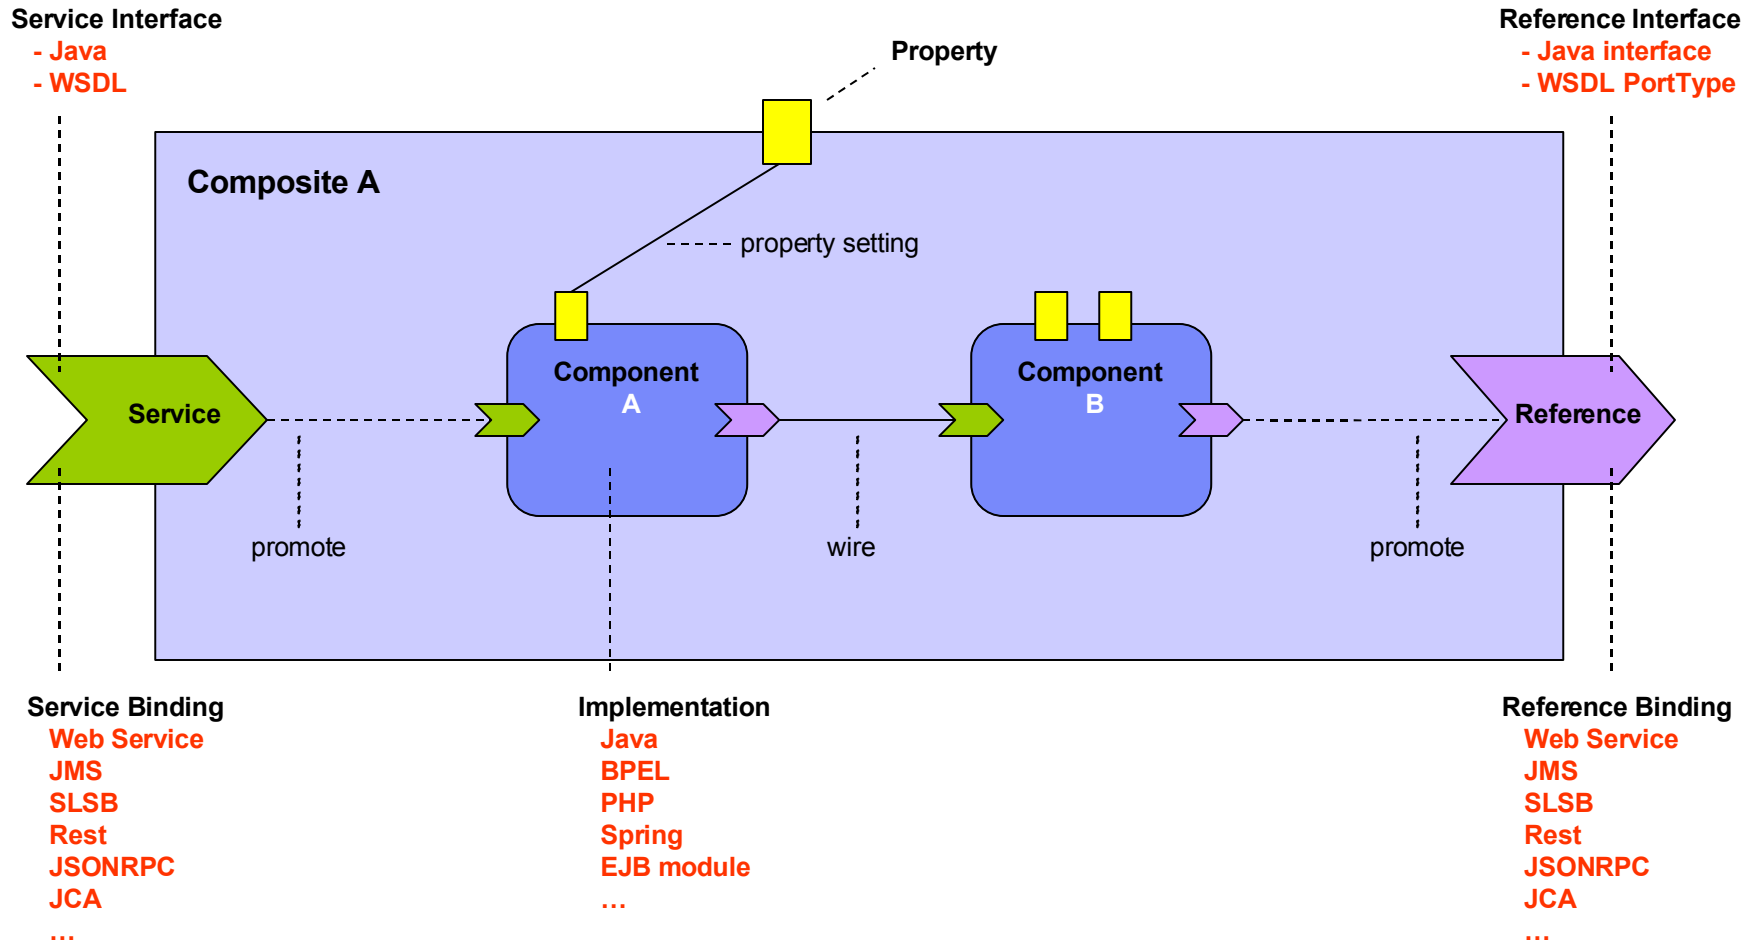 Service Interface
- Java
- WSDL
Reference Interface
- Java interface
- WSDL PortType
Property
Composite A
property setting
Component
A
Component
B
Service
Reference
promote
wire
promote
Service Binding
Web Service
JMS
SLSB
Rest
JSONRPC
JCA
…
Implementation
Java
BPEL
PHP
Spring
EJB module
…
Reference Binding
Web Service
JMS
SLSB
Rest
JSONRPC
JCA
…